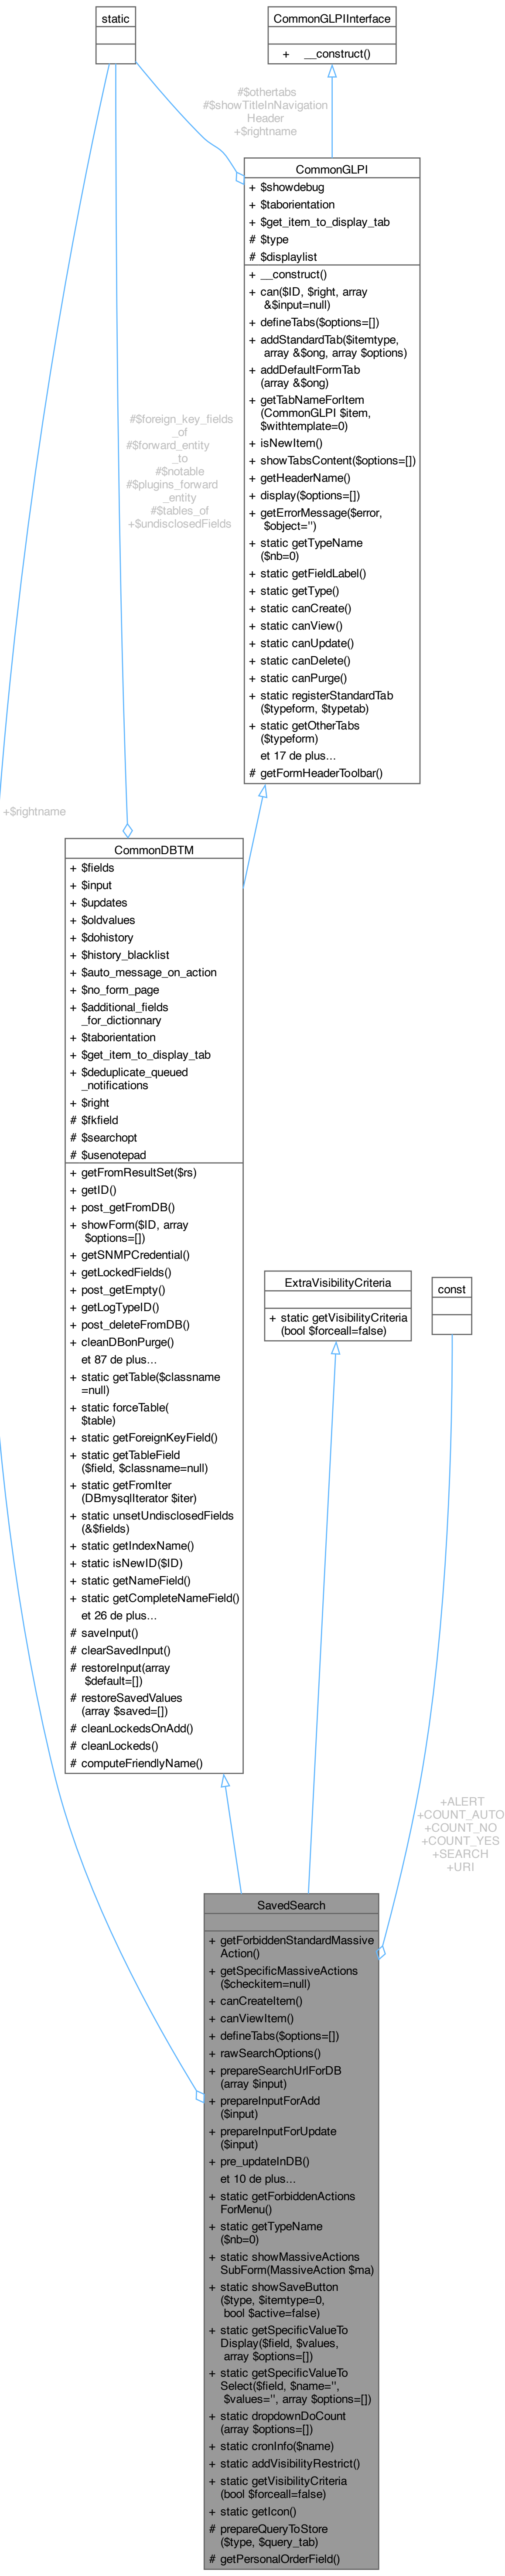 static
CommonGLPIInterface
+ __construct()
#$othertabs
#$showTitleInNavigation
Header
+$rightname
CommonGLPI
+ $showdebug
+ $taborientation
+ $get_item_to_display_tab
# $type
# $displaylist
+ __construct()
+ can($ID, $right, array
&$input=null)
+ defineTabs($options=[])
+ addStandardTab($itemtype,
array &$ong, array $options)
+ addDefaultFormTab
(array &$ong)
+ getTabNameForItem
(CommonGLPI $item,
$withtemplate=0)
+ isNewItem()
+ showTabsContent($options=[])
+ getHeaderName()
+ display($options=[])
+ getErrorMessage($error,
$object='')
+ static getTypeName
($nb=0)
+ static getFieldLabel()
+ static getType()
+ static canCreate()
+ static canView()
+ static canUpdate()
+ static canDelete()
+ static canPurge()
+ static registerStandardTab
($typeform, $typetab)
+ static getOtherTabs
($typeform)
et 17 de plus...
# getFormHeaderToolbar()
#$foreign_key_fields
_of
#$forward_entity
_to
#$notable
#$plugins_forward
_entity
#$tables_of
+$undisclosedFields
+$rightname
CommonDBTM
+ $fields
+ $input
+ $updates
+ $oldvalues
+ $dohistory
+ $history_blacklist
+ $auto_message_on_action
+ $no_form_page
+ $additional_fields
_for_dictionnary
+ $taborientation
+ $get_item_to_display_tab
+ $deduplicate_queued
_notifications
+ $right
# $fkfield
# $searchopt
# $usenotepad
+ getFromResultSet($rs)
+ getID()
+ post_getFromDB()
+ showForm($ID, array
$options=[])
+ getSNMPCredential()
+ getLockedFields()
+ post_getEmpty()
+ getLogTypeID()
+ post_deleteFromDB()
+ cleanDBonPurge()
et 87 de plus...
+ static getTable($classname
=null)
+ static forceTable(
$table)
+ static getForeignKeyField()
+ static getTableField
($field, $classname=null)
+ static getFromIter
(DBmysqlIterator $iter)
+ static unsetUndisclosedFields
(&$fields)
+ static getIndexName()
+ static isNewID($ID)
+ static getNameField()
+ static getCompleteNameField()
et 26 de plus...
# saveInput()
# clearSavedInput()
# restoreInput(array
$default=[])
# restoreSavedValues
(array $saved=[])
# cleanLockedsOnAdd()
# cleanLockeds()
# computeFriendlyName()
ExtraVisibilityCriteria
+ static getVisibilityCriteria
(bool $forceall=false)
const
+ALERT
+COUNT_AUTO
+COUNT_NO
+COUNT_YES
+SEARCH
+URI
SavedSearch
+ getForbiddenStandardMassive
Action()
+ getSpecificMassiveActions
($checkitem=null)
+ canCreateItem()
+ canViewItem()
+ defineTabs($options=[])
+ rawSearchOptions()
+ prepareSearchUrlForDB
(array $input)
+ prepareInputForAdd
($input)
+ prepareInputForUpdate
($input)
+ pre_updateInDB()
et 10 de plus...
+ static getForbiddenActions
ForMenu()
+ static getTypeName
($nb=0)
+ static showMassiveActions
SubForm(MassiveAction $ma)
+ static showSaveButton
($type, $itemtype=0,
bool $active=false)
+ static getSpecificValueTo
Display($field, $values,
array $options=[])
+ static getSpecificValueTo
Select($field, $name='',
$values='', array $options=[])
+ static dropdownDoCount
(array $options=[])
+ static cronInfo($name)
+ static addVisibilityRestrict()
+ static getVisibilityCriteria
(bool $forceall=false)
+ static getIcon()
# prepareQueryToStore
($type, $query_tab)
# getPersonalOrderField()